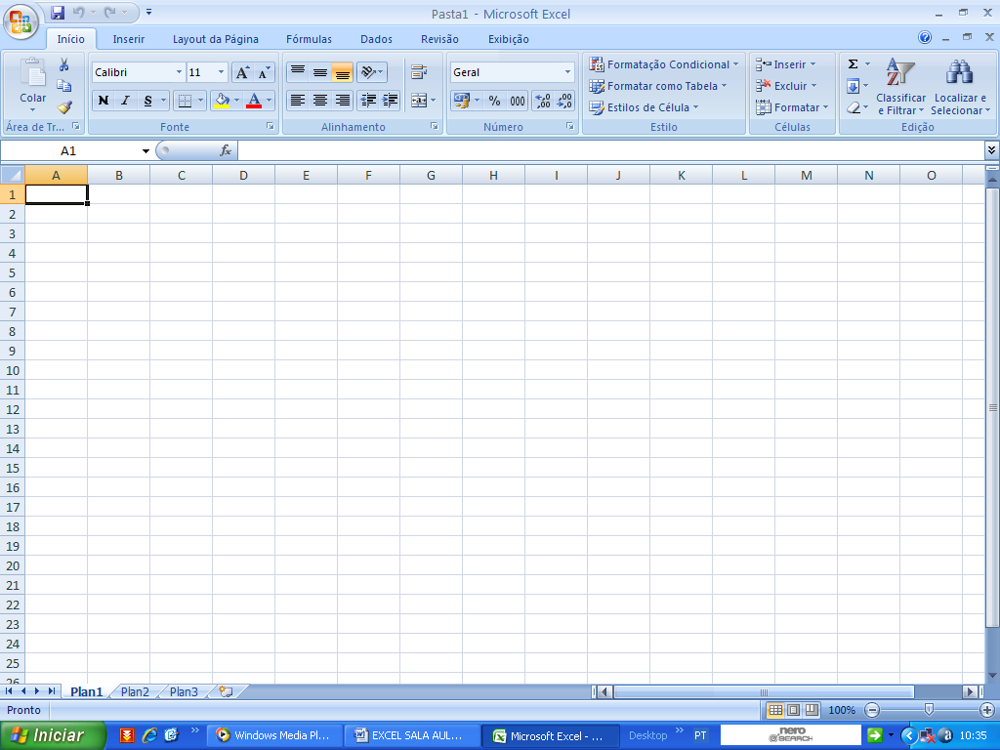 Pasta1 - Microsoft Excel
Início Inserir Layout da Página Fórmulas Dados Revisão Exibição
Colar
Área de Tr...
Calibri 11 A A
N I S A
Fonte
Alinhamento
Geral
% 000 ,00 ,00
Número
Formatação Condicional
Formatar como Tabela
Estilos de Célula
Estilo
Inserir
Excluir
Formatar
Células
Σ
Classificar e Filtrar
Localizar e Selecionar
Edição
A1 fx
A B C D E F G H I J K L M N O
1
2
3
4
5
6
7
8
9
10
11
12
13
14
15
16
17
18
19
20
21
22
23
24
25
26
Plan1 Plan2 Plan3
Pronto 100%
Iniciar Windows Media Pl... EXCEL SALA AUL... Microsoft Excel - ... Desktop » PT nero @SEARCH 10:35